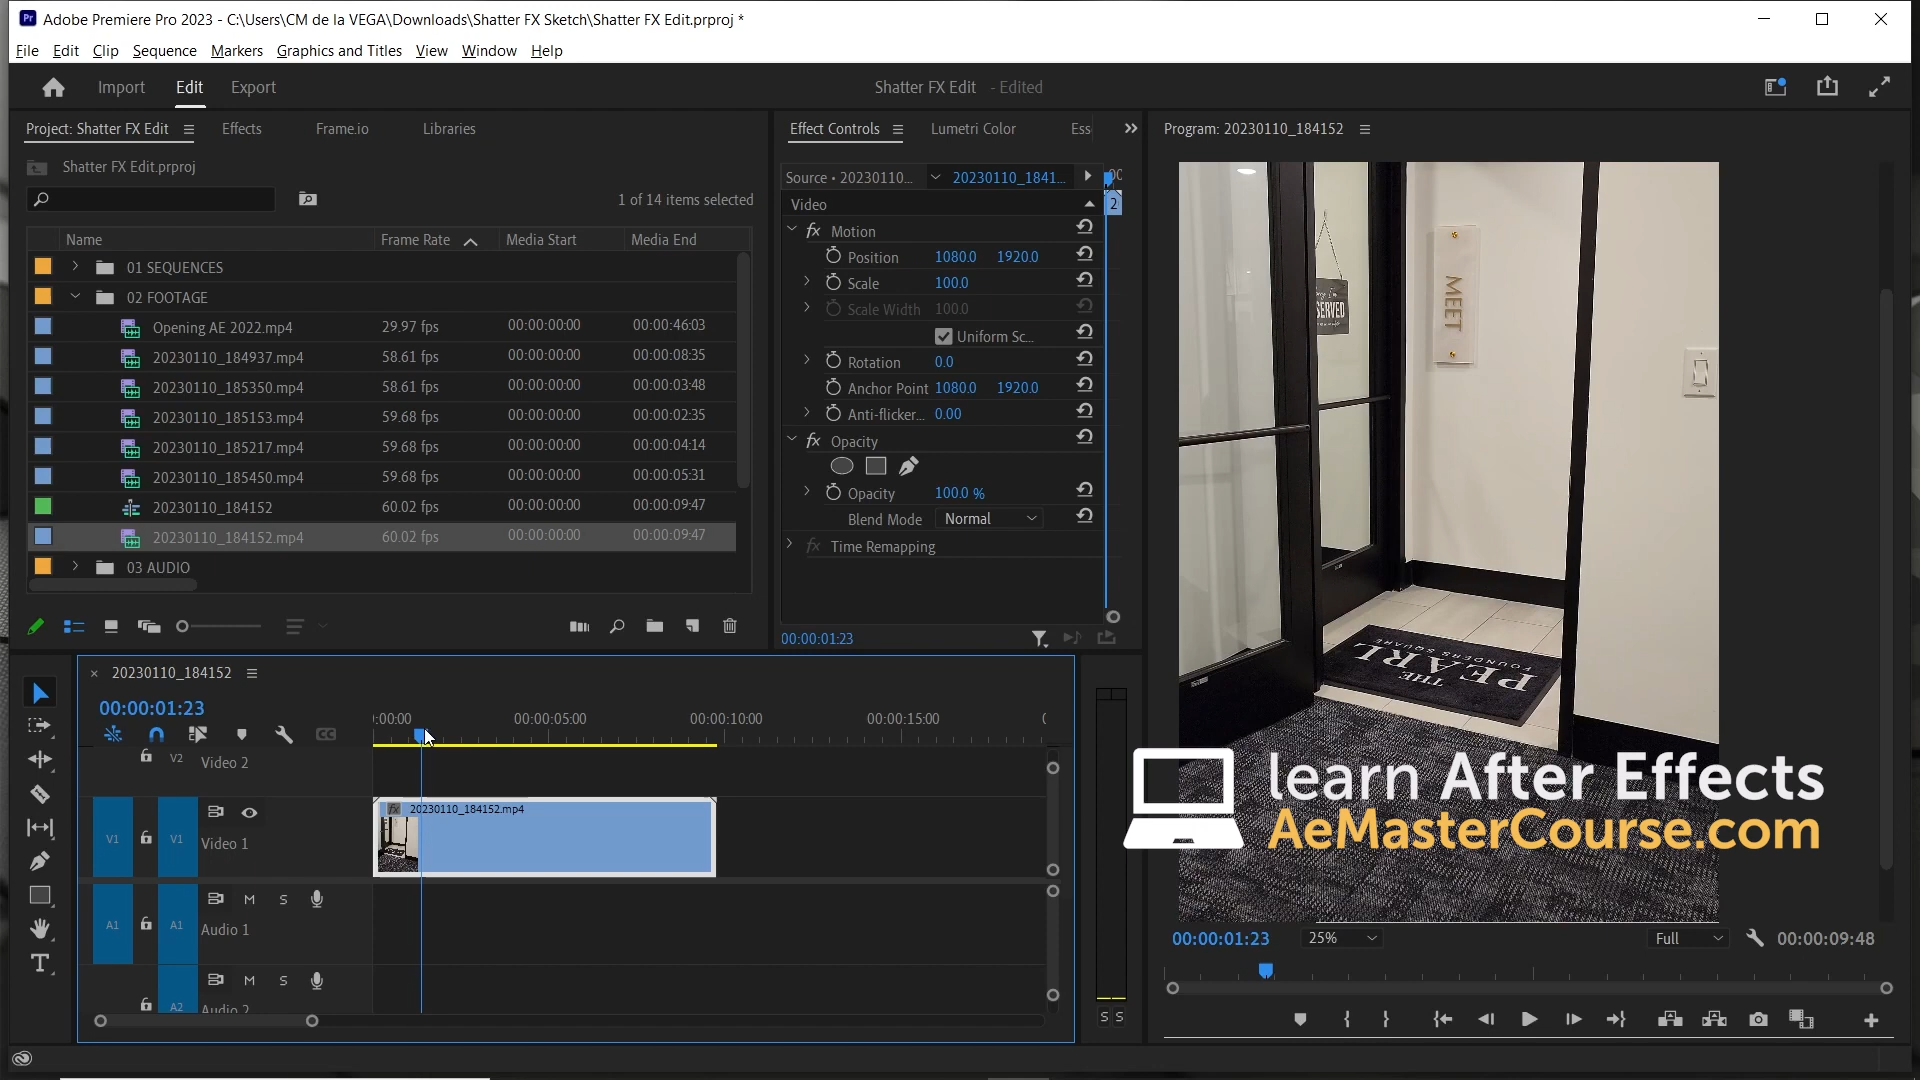 Pr Adobe Premiere Pro 2023 - C:\Users\CM de la VEGA\Downloads\Shatter FX Sketch\Shatter FX Edit.prproj *
File Edit Clip Sequence Markers Graphics and Titles View Window Help
Import Edit Export Shatter FX Edit - Edited
Project: Shatter FX Edit Effects Frame.io Libraries
Shatter FX Edit.prproj
1 of 14 items selected
Name Frame Rate Media Start Media End
01 SEQUENCES
02 FOOTAGE
Opening AE 2022.mp4 29.97 fps 00:00:00:00 00:00:46:03
20230110_184937.mp4 58.61 fps 00:00:00:00 00:00:08:35
20230110_185350.mp4 58.61 fps 00:00:00:00 00:00:03:48
20230110_185153.mp4 59.68 fps 00:00:00:00 00:00:02:35
20230110_185217.mp4 59.68 fps 00:00:00:00 00:00:04:14
20230110_185450.mp4 59.68 fps 00:00:00:00 00:00:05:31
20230110_184152 60.02 fps 00:00:00:00 00:00:09:47
20230110_184152.mp4 60.02 fps 00:00:00:00 00:00:09:47
03 AUDIO
Effect Controls Lumetri Color Ess
Source • 20230110... 20230110_1841...
Video
2
fx Motion
Position 1080.0 1920.0
Scale 100.0
Scale Width 100.0
Uniform Sc...
Rotation 0.0
Anchor Point 1080.0 1920.0
Anti-flicker... 0.00
fx Opacity
Opacity 100.0 %
Blend Mode Normal
fx Time Remapping
00:00:01:23
Program: 20230110_184152
MEET
SERVED
THE
PEARL
FOUNDERS SQUARE
learn After Effects
AeMasterCourse.com
00:00:01:23 25% Full 00:00:09:48
20230110_184152
00:00:01:23
:00:00 00:00:05:00 00:00:10:00 00:00:15:00
CC
V2 Video 2
V1 V1 Video 1
fx 20230110_184152.mp4
A1 A1 M S Audio 1
A2 M S Audio 2
S S